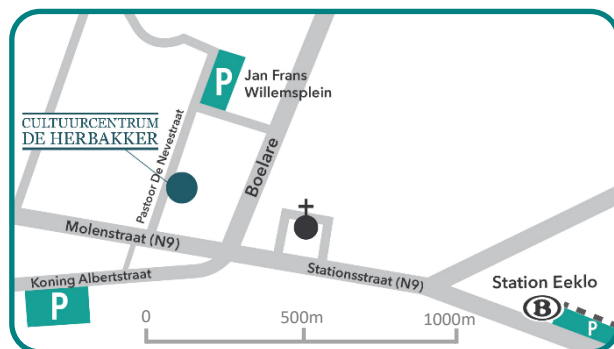 P
Jan Frans
Willemsplein
CULTUURCENTRUM
DE HERBAKKER
Pastoor De Nevestraat
Boelare
Molenstraat (N9)
Stationsstraat (N9)
Koning Albertstraat
P
Station Eeklo
B
P
0
500m
1000m